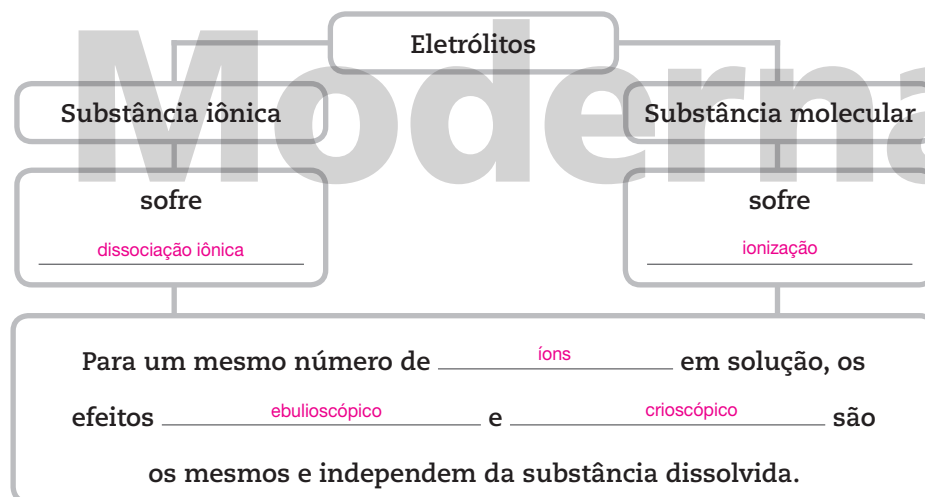 Moderna
Eletrólitos
Substância iônica
Substância molecular
sofre
dissociação iônica
sofre
ionização
Para um mesmo número de íons em solução, os
efeitos ebulioscópico e crioscópico são
os mesmos e independem da substância dissolvida.